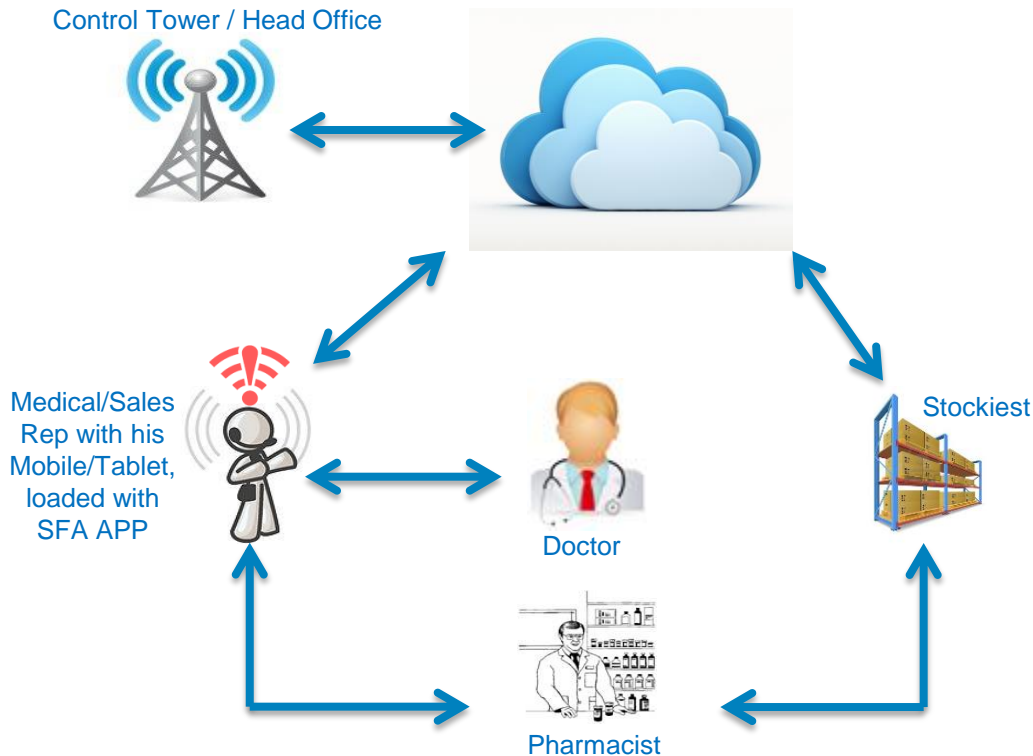 Control Tower / Head Office
Medical/Sales
Rep with his
Mobile/Tablet,
loaded with
SFA APP
Stockiest
Doctor
Pharmacist